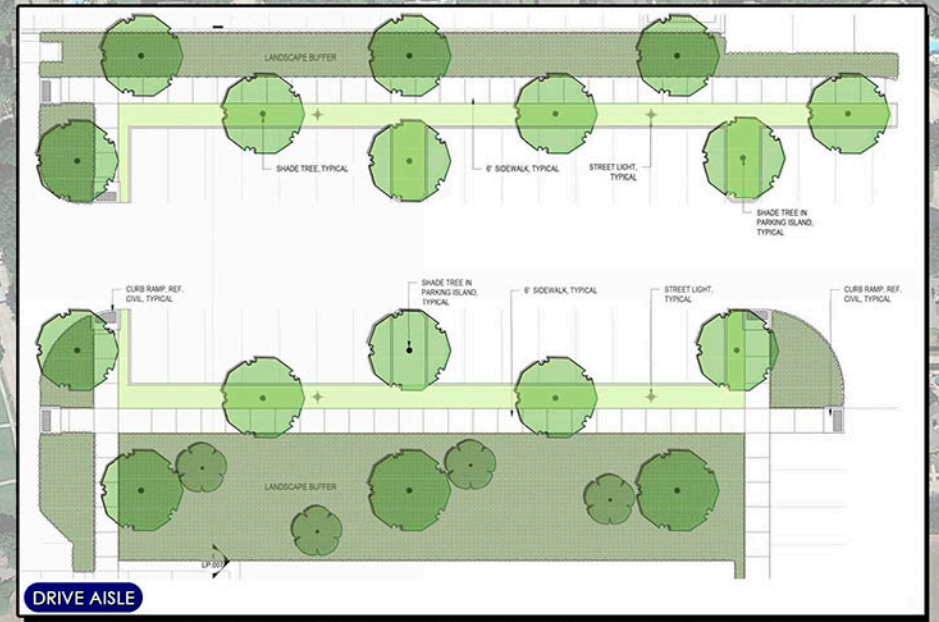 LANDSCAPE BUFFER
SHADE TREE, TYPICAL
6' SIDEWALK, TYPICAL
STREET LIGHT,
TYPICAL
SHADE TREE IN
PARKING ISLAND,
TYPICAL
CURB RAMP, REF.
CIVIL, TYPICAL
SHADE TREE IN
PARKING ISLAND,
TYPICAL
6' SIDEWALK, TYPICAL
STREET LIGHT,
TYPICAL
CURB RAMP, REF.
CIVIL, TYPICAL
LANDSCAPE BUFFER
1
DRIVE AISLE